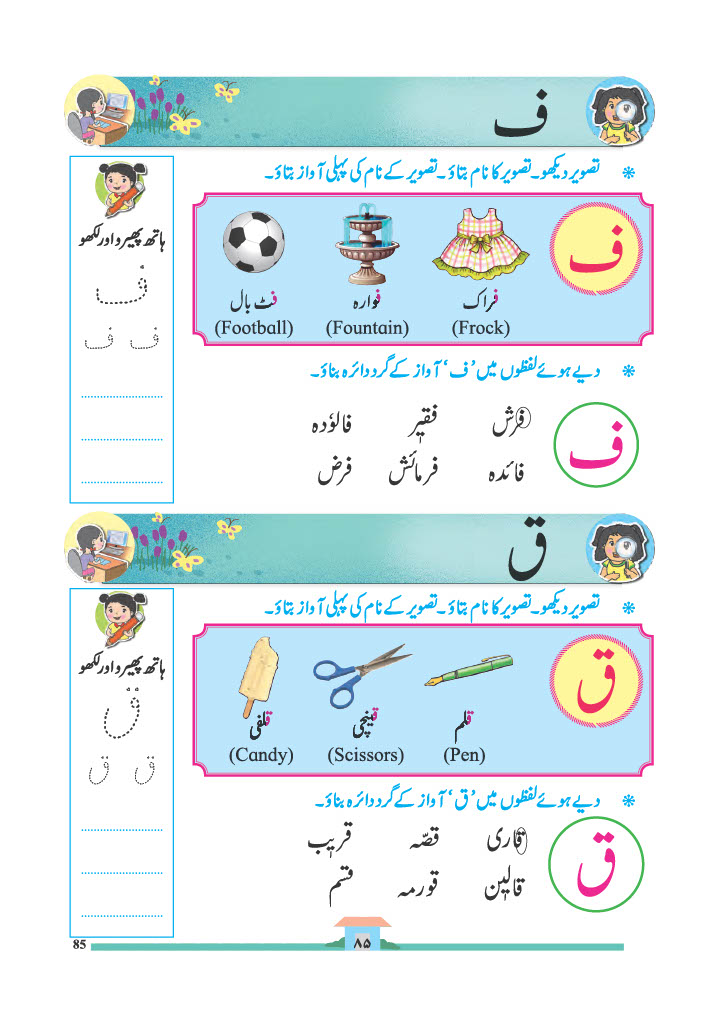 ف
✻ تصویر دیکھو۔ تصویر کا نام بتاؤ۔ تصویر کے نام کی پہلی آواز بتاؤ۔
ف
فراک فوارہ فٹ بال
(Frock) (Fountain) (Football)
✻ دیے ہوئے لفظوں میں ’ف‘ آواز کے گرد دائرہ بناؤ۔
ف
فرش فقیر فالوٗدہ
فائدہ فرمائش فرض
ہاتھ پھیرو اور لکھو
ف
ف ف
ق
✻ تصویر دیکھو۔ تصویر کا نام بتاؤ۔ تصویر کے نام کی پہلی آواز بتاؤ۔
ق
قلم قینچی قلفی
(Pen) (Scissors) (Candy)
✻ دیے ہوئے لفظوں میں ’ق‘ آواز کے گرد دائرہ بناؤ۔
ق
قاری قصّہ قریٖب
قالیٖن قورمہ قسم
ہاتھ پھیرو اور لکھو
ق
ق ق
85
۸۵